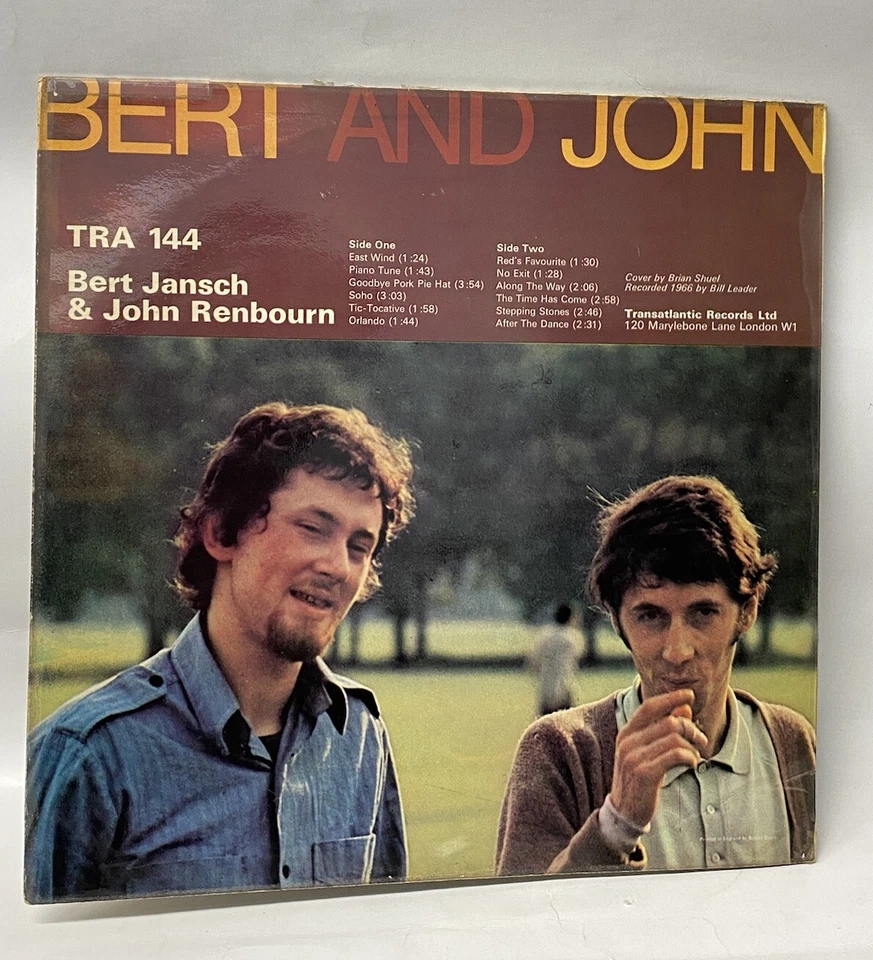 BERT AND JOHN
TRA 144
Bert Jansch
& John Renbourn
Side One
East Wind (1:24)
Piano Tune (1:43)
Goodbye Pork Pie Hat (3:54)
Soho (3:03)
Tic-Tocative (1:58)
Orlando (1:44)
Side Two
Red's Favourite (1:30)
No Exit (1:28)
Along The Way (2:06)
The Time Has Come (2:58)
Stepping Stones (2:46)
After The Dance (2:31)
Cover by Brian Shuel
Recorded 1966 by Bill Leader
Transatlantic Records Ltd
120 Marylebone Lane London W1
Printed in England by